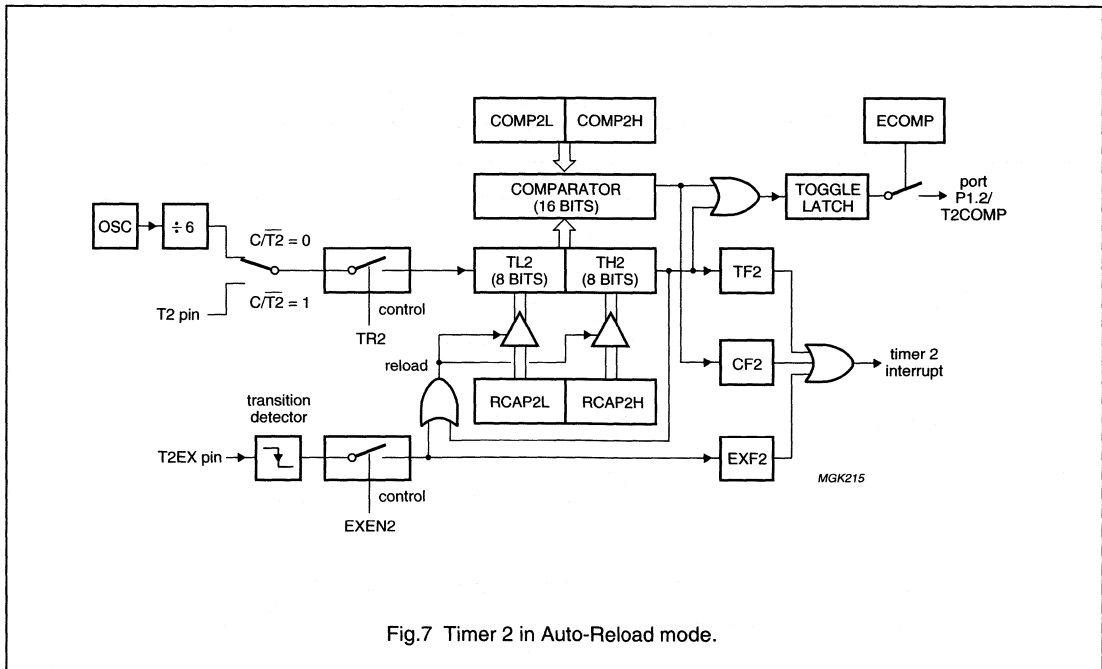 COMP2L COMP2H
ECOMP
COMPARATOR
(16 BITS)
TOGGLE
LATCH
port
P1.2/
T2COMP
OSC
÷ 6
C/T̅2̅ = 0
C/T̅2̅ = 1
T2 pin
control
TR2
TL2
(8 BITS)
TH2
(8 BITS)
TF2
reload
CF2
timer 2
interrupt
RCAP2L RCAP2H
transition
detector
T2EX pin
control
EXEN2
EXF2
MGK215
Fig.7 Timer 2 in Auto-Reload mode.